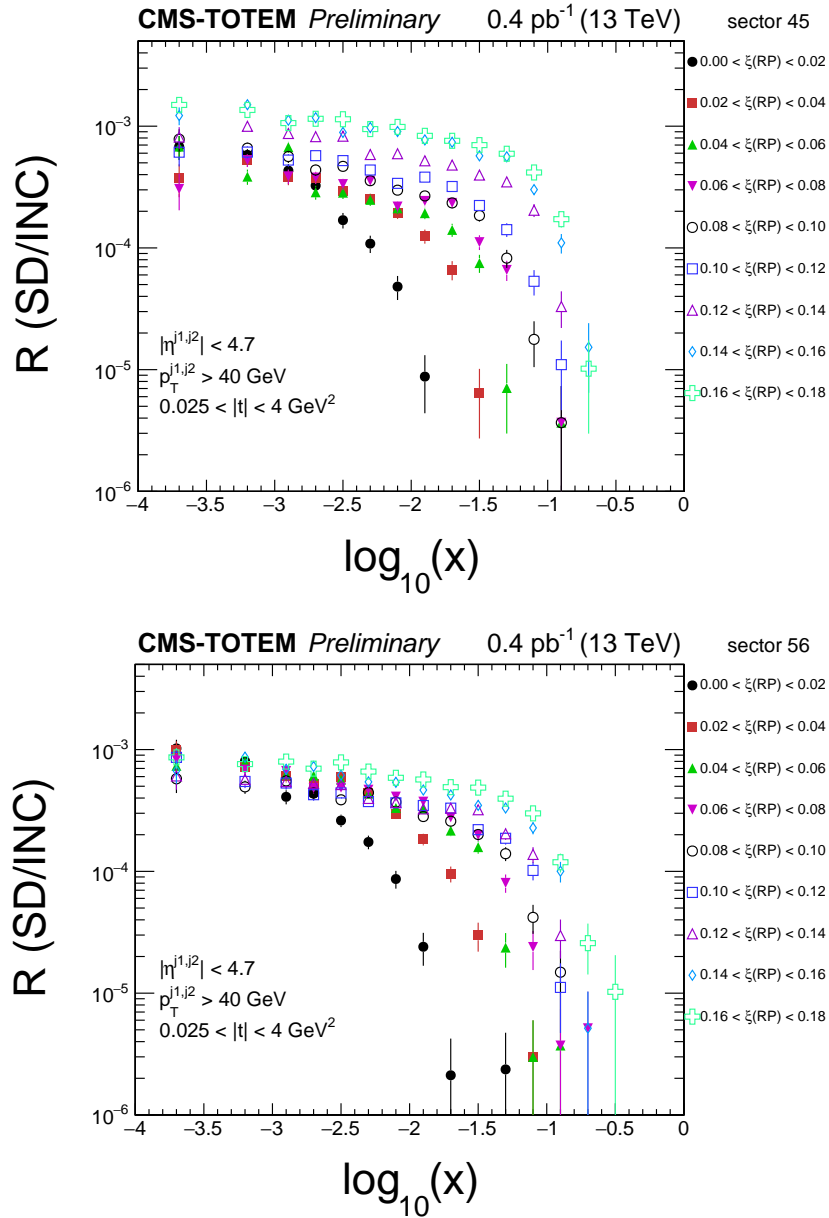 CMS-TOTEM Preliminary 0.4 pb⁻¹ (13 TeV) sector 45
R (SD/INC)
10⁻³
10⁻⁴
10⁻⁵
10⁻⁶
|η^{j1,j2}| < 4.7
p_T^{j1,j2} > 40 GeV
0.025 < |t| < 4 GeV²
−4 −3.5 −3 −2.5 −2 −1.5 −1 −0.5 0
log₁₀(x)
0.00 < ξ(RP) < 0.02
0.02 < ξ(RP) < 0.04
0.04 < ξ(RP) < 0.06
0.06 < ξ(RP) < 0.08
0.08 < ξ(RP) < 0.10
0.10 < ξ(RP) < 0.12
0.12 < ξ(RP) < 0.14
0.14 < ξ(RP) < 0.16
0.16 < ξ(RP) < 0.18
CMS-TOTEM Preliminary 0.4 pb⁻¹ (13 TeV) sector 56
R (SD/INC)
10⁻³
10⁻⁴
10⁻⁵
10⁻⁶
|η^{j1,j2}| < 4.7
p_T^{j1,j2} > 40 GeV
0.025 < |t| < 4 GeV²
−4 −3.5 −3 −2.5 −2 −1.5 −1 −0.5 0
log₁₀(x)
0.00 < ξ(RP) < 0.02
0.02 < ξ(RP) < 0.04
0.04 < ξ(RP) < 0.06
0.06 < ξ(RP) < 0.08
0.08 < ξ(RP) < 0.10
0.10 < ξ(RP) < 0.12
0.12 < ξ(RP) < 0.14
0.14 < ξ(RP) < 0.16
0.16 < ξ(RP) < 0.18